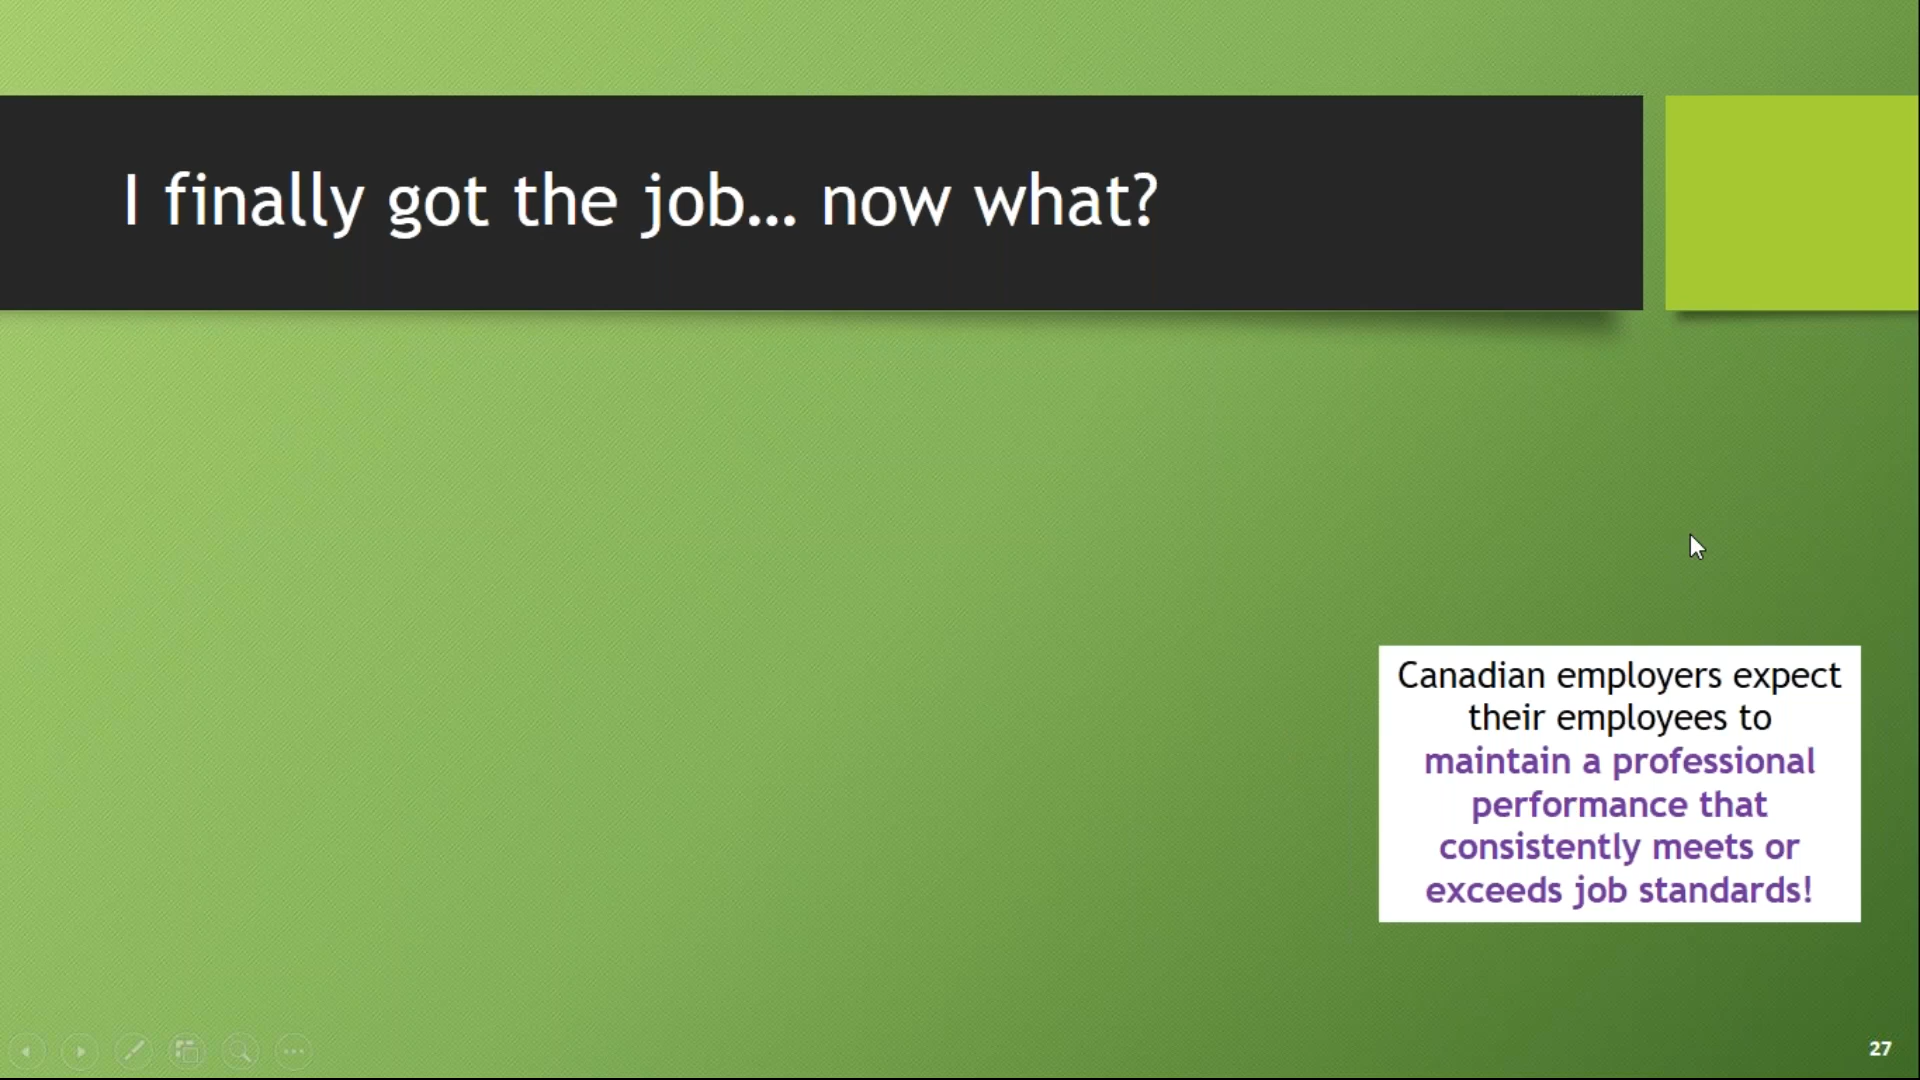 I finally got the job... now what?
Canadian employers expect
their employees to
maintain a professional
performance that
consistently meets or
exceeds job standards!
27